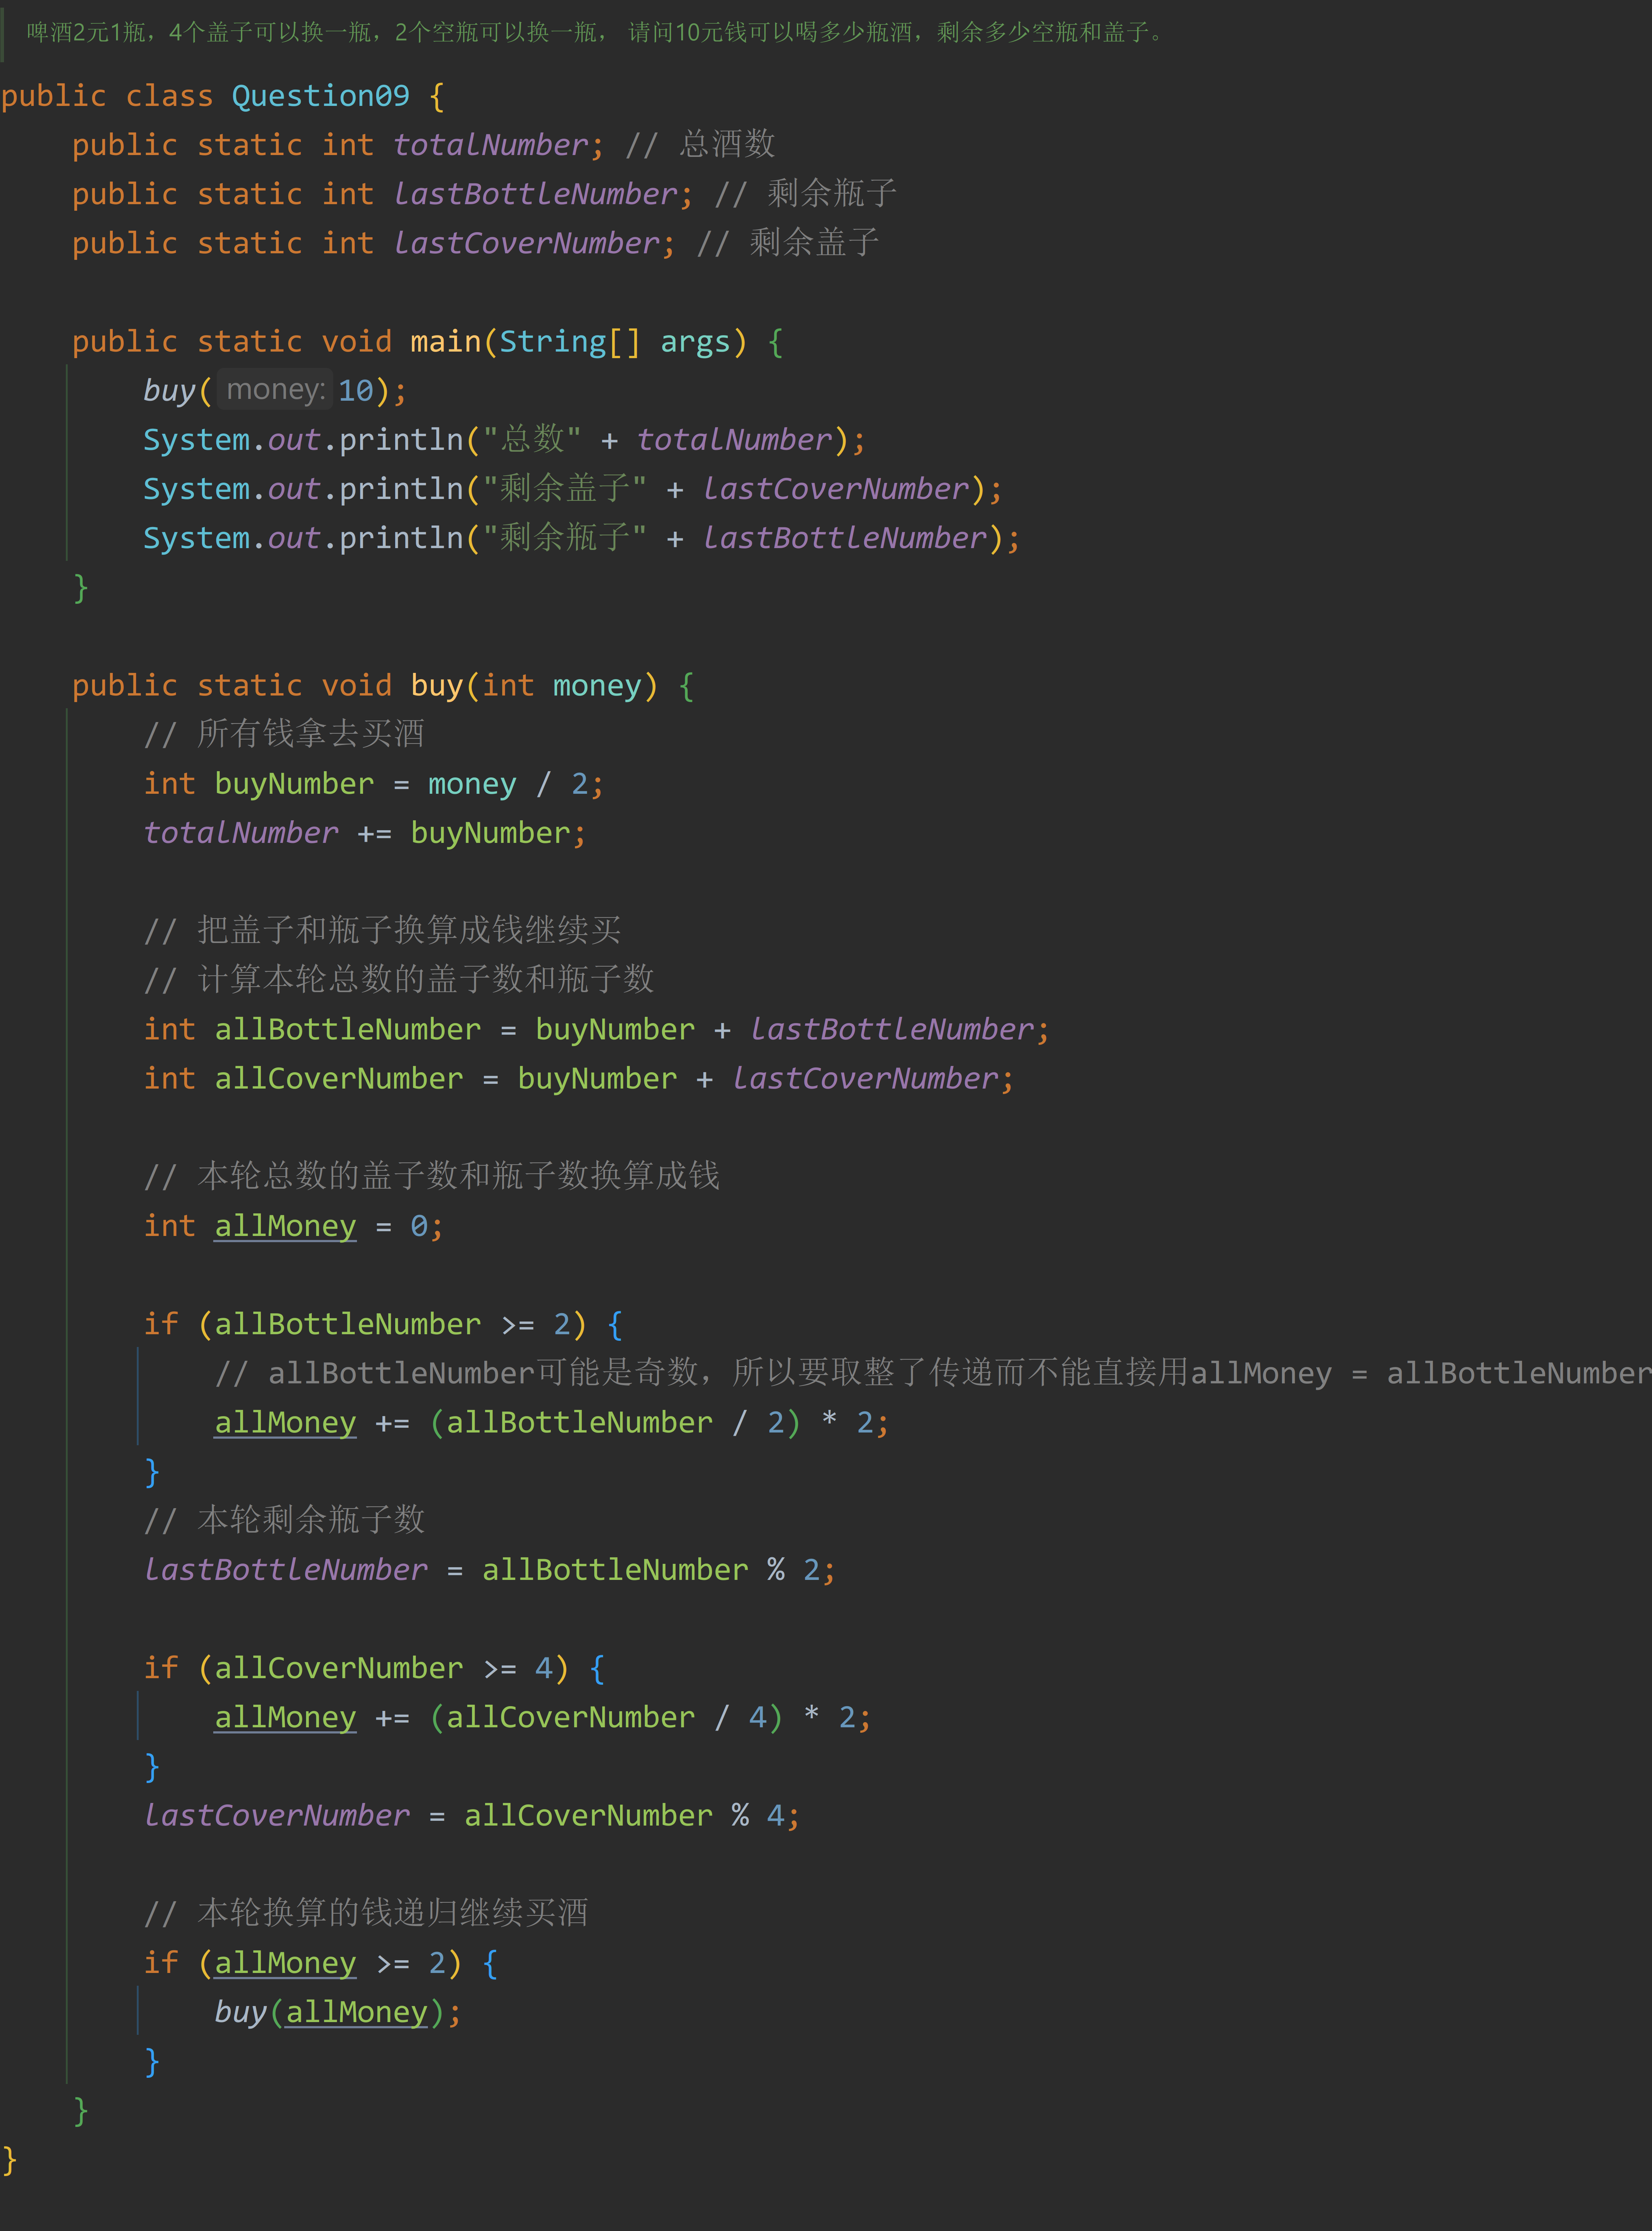 啤酒2元1瓶，4个盖子可以换一瓶，2个空瓶可以换一瓶， 请问10元钱可以喝多少瓶酒，剩余多少空瓶和盖子。
public class Question09 {
    public static int totalNumber; // 总酒数
    public static int lastBottleNumber; // 剩余瓶子
    public static int lastCoverNumber; // 剩余盖子

    public static void main(String[] args) {
        buy( money: 10);
        System.out.println("总数" + totalNumber);
        System.out.println("剩余盖子" + lastCoverNumber);
        System.out.println("剩余瓶子" + lastBottleNumber);
    }

    public static void buy(int money) {
        // 所有钱拿去买酒
        int buyNumber = money / 2;
        totalNumber += buyNumber;

        // 把盖子和瓶子换算成钱继续买
        // 计算本轮总数的盖子数和瓶子数
        int allBottleNumber = buyNumber + lastBottleNumber;
        int allCoverNumber = buyNumber + lastCoverNumber;

        // 本轮总数的盖子数和瓶子数换算成钱
        int allMoney = 0;

        if (allBottleNumber >= 2) {
            // allBottleNumber可能是奇数，所以要取整了传递而不能直接用allMoney = allBottleNumber
            allMoney += (allBottleNumber / 2) * 2;
        }
        // 本轮剩余瓶子数
        lastBottleNumber = allBottleNumber % 2;

        if (allCoverNumber >= 4) {
            allMoney += (allCoverNumber / 4) * 2;
        }
        lastCoverNumber = allCoverNumber % 4;

        // 本轮换算的钱递归继续买酒
        if (allMoney >= 2) {
            buy(allMoney);
        }
    }
}